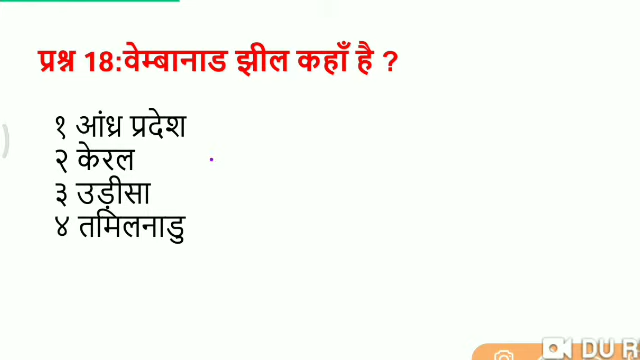 प्रश्न 18:वेम्बानाड झील कहाँ है ?
१ आंध्र प्रदेश
२ केरल
३ उड़ीसा
४ तमिलनाडु
DU R